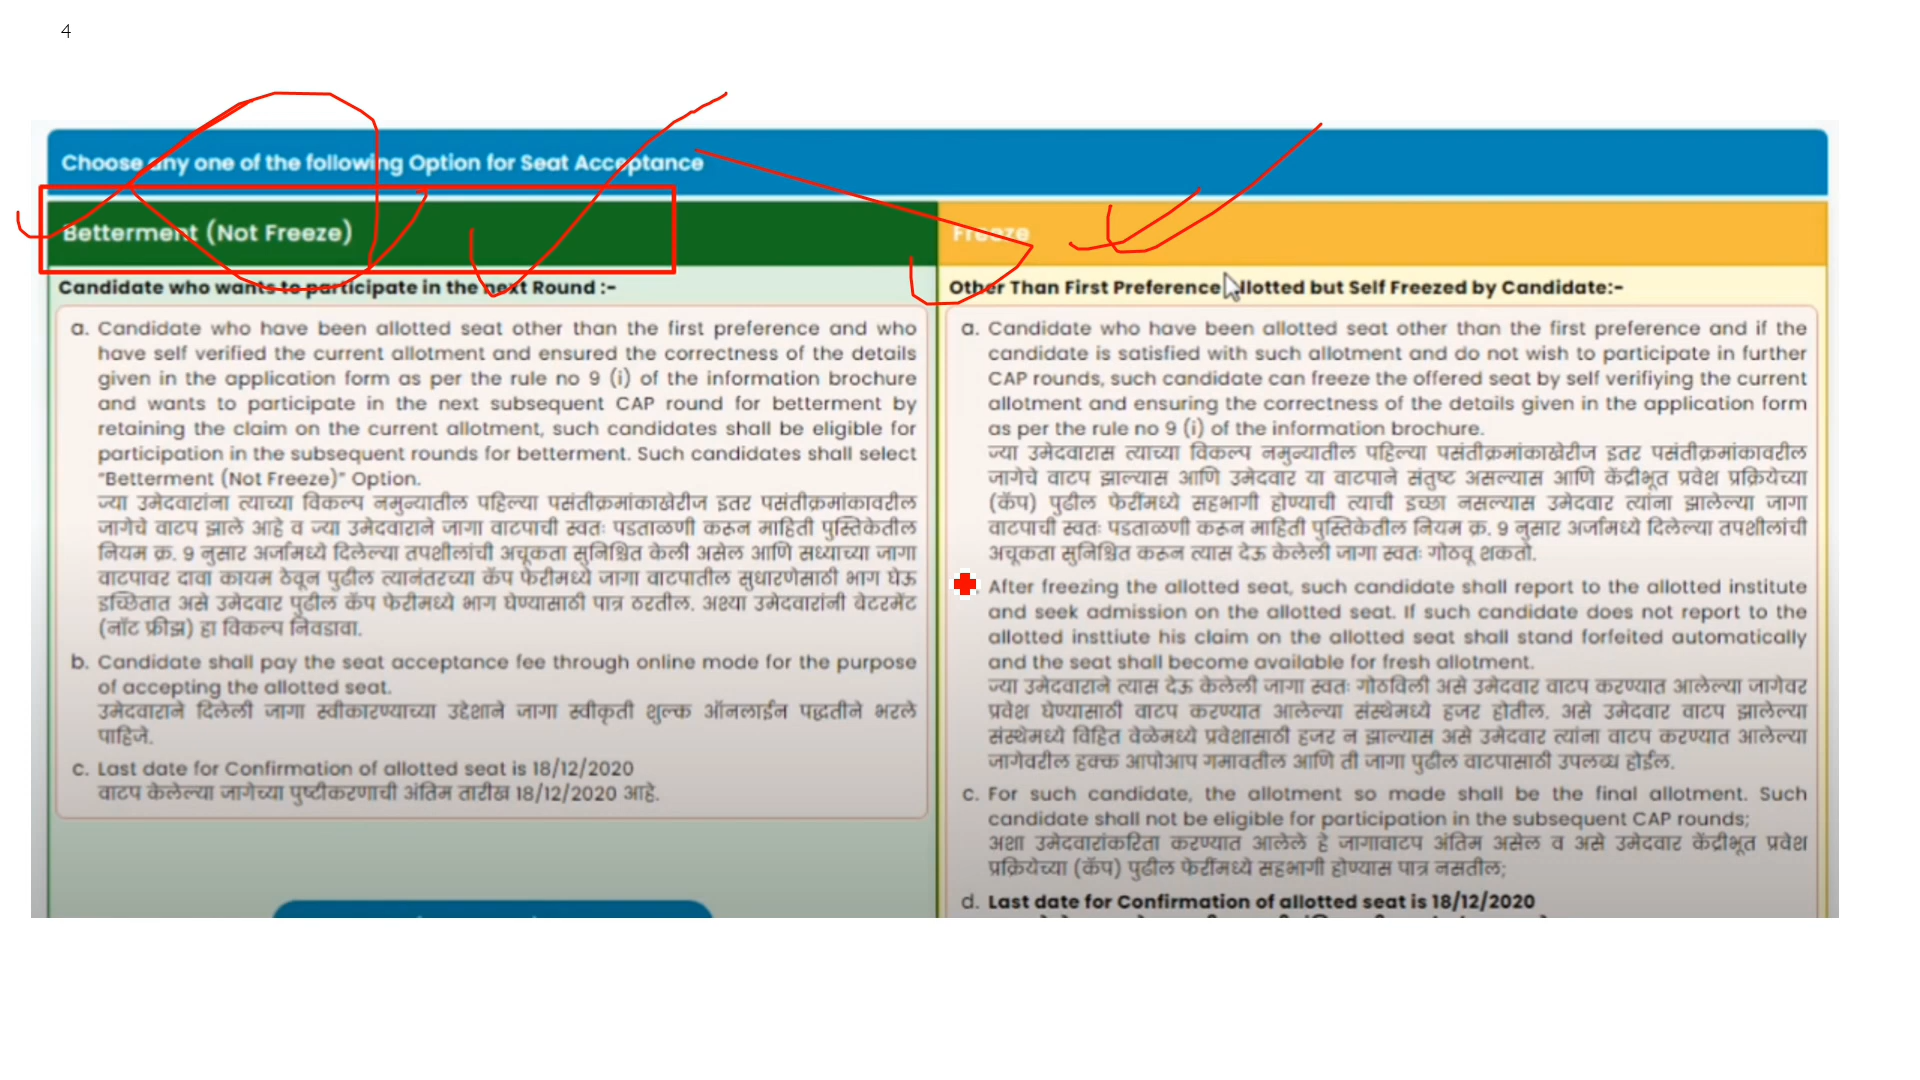 4
Choose any one of the following Option for Seat Acceptance
Betterment (Not Freeze)
Candidate who wants to participate in the next Round :-
a. Candidate who have been allotted seat other than the first preference and who
have self verified the current allotment and ensured the correctness of the details
given in the application form as per the rule no 9 (i) of the information brochure
and wants to participate in the next subsequent CAP round for betterment by
retaining the claim on the current allotment, such candidates shall be eligible for
participation in the subsequent rounds for betterment. Such candidates shall select
“Betterment (Not Freeze)” Option.
ज्या उमेदवारांना त्याच्या विकल्प नमुन्यातील पहिल्या पसंतीक्रमांकाखेरीज इतर पसंतीक्रमांकावरील
जागेचे वाटप झाले आहे व ज्या उमेदवाराने जागा वाटपाची स्वतः पडताळणी करून माहिती पुस्तिकेतील
नियम क्र. 9 नुसार अर्जामध्ये दिलेल्या तपशीलांची अचूकता सुनिश्चित केली असेल आणि सध्याच्या जागा
वाटपावर दावा कायम ठेवून पुढील त्यानंतरच्या कॅप फेरीमध्ये जागा वाटपातील सुधारणेसाठी भाग घेऊ
इच्छितात असे उमेदवार पुढील कॅप फेरीमध्ये भाग घेण्यासाठी पात्र ठरतील. अश्या उमेदवारांनी बेटरमेंट
(नॉट फ्रीझ) हा विकल्प निवडावा.
b. Candidate shall pay the seat acceptance fee through online mode for the purpose
of accepting the allotted seat.
उमेदवाराने दिलेली जागा स्वीकारण्याच्या उद्देशाने जागा स्वीकृती शुल्क ऑनलाईन पद्धतीने भरले
पाहिजे.
c. Last date for Confirmation of allotted seat is 18/12/2020
वाटप केलेल्या जागेच्या पुष्टीकरणाची अंतिम तारीख 18/12/2020 आहे.
Freeze
Other Than First Preference Allotted but Self Freezed by Candidate:-
a. Candidate who have been allotted seat other than the first preference and if the
candidate is satisfied with such allotment and do not wish to participate in further
CAP rounds, such candidate can freeze the offered seat by self verifiying the current
allotment and ensuring the correctness of the details given in the application form
as per the rule no 9 (i) of the information brochure.
ज्या उमेदवारास त्याच्या विकल्प नमुन्यातील पहिल्या पसंतीक्रमांकाखेरीज इतर पसंतीक्रमांकावरील
जागेचे वाटप झाल्यास आणि उमेदवार या वाटपाने संतुष्ट असल्यास आणि केंद्रीभूत प्रवेश प्रक्रियेच्या
(कॅप) पुढील फेरींमध्ये सहभागी होण्याची त्याची इच्छा नसल्यास उमेदवार त्यांना झालेल्या जागा
वाटपाची स्वतः पडताळणी करून माहिती पुस्तिकेतील नियम क्र. 9 नुसार अर्जामध्ये दिलेल्या तपशीलांची
अचूकता सुनिश्चित करून त्यास देऊ केलेली जागा स्वतः गोठवू शकतो.
After freezing the allotted seat, such candidate shall report to the allotted institute
and seek admission on the allotted seat. If such candidate does not report to the
allotted insttiute his claim on the allotted seat shall stand forfeited automatically
and the seat shall become available for fresh allotment.
ज्या उमेदवाराने त्यास देऊ केलेली जागा स्वतः गोठविली असे उमेदवार वाटप करण्यात आलेल्या जागेवर
प्रवेश घेण्यासाठी वाटप करण्यात आलेल्या संस्थेमध्ये हजर होतील. असे उमेदवार वाटप झालेल्या
संस्थेमध्ये विहित वेळेमध्ये प्रवेशासाठी हजर न झाल्यास असे उमेदवार त्यांना वाटप करण्यात आलेल्या
जागेवरील हक्क आपोआप गमावतील आणि ती जागा पुढील वाटपासाठी उपलब्ध होईल.
c. For such candidate, the allotment so made shall be the final allotment. Such
candidate shall not be eligible for participation in the subsequent CAP rounds;
अशा उमेदवारांकरिता करण्यात आलेले हे जागावाटप अंतिम असेल व असे उमेदवार केंद्रीभूत प्रवेश
प्रक्रियेच्या (कॅप) पुढील फेरींमध्ये सहभागी होण्यास पात्र नसतील;
d. Last date for Confirmation of allotted seat is 18/12/2020